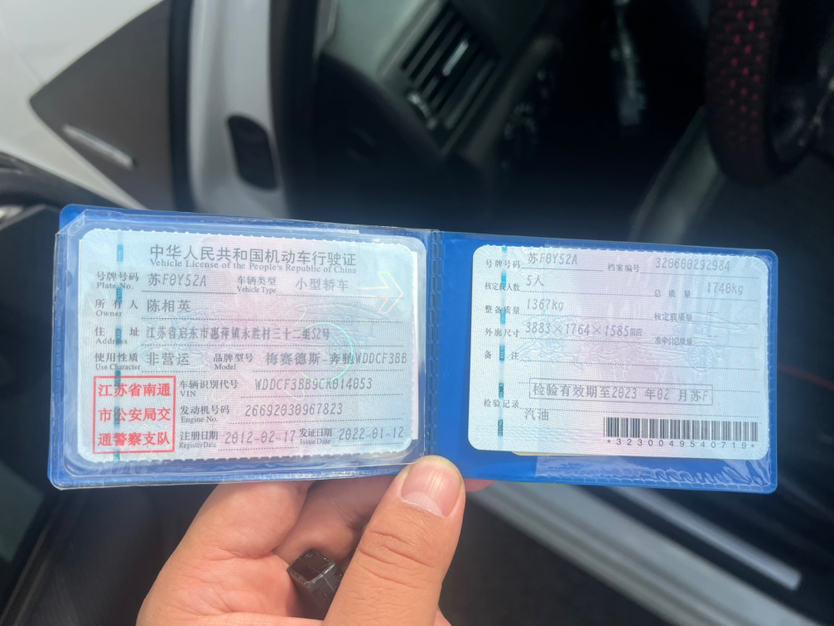 中华人民共和国机动车行驶证
Vehicle License of the People's Republic of China
号牌号码 苏F0Y52A 车辆类型 小型轿车
Plate No. Vehicle Type
所有人 陈相英
Owner
住址 江苏省启东市惠萍镇永胜村三十二组52号
Address
使用性质 非营运 品牌型号 梅赛德斯-奔驰WDDCF3BB
Use Character Model
江苏省南通
市公安局交
通警察支队
车辆识别代号 WDDCF3BB9CK014053
VIN
发动机号码 26692030967823
Engine No.
注册日期 2012-02-17 发证日期 2022-01-12
Register Date Issue Date
号牌号码 苏F0Y52A 档案编号
核定载人数 5人 总质量 1740kg
整备质量 1367kg 核定载质量
外廓尺寸 3883×1764×1585mm 准牵引总质量
备注
检验有效期至2023年02月苏F
检验记录
汽油
*3230049540719*